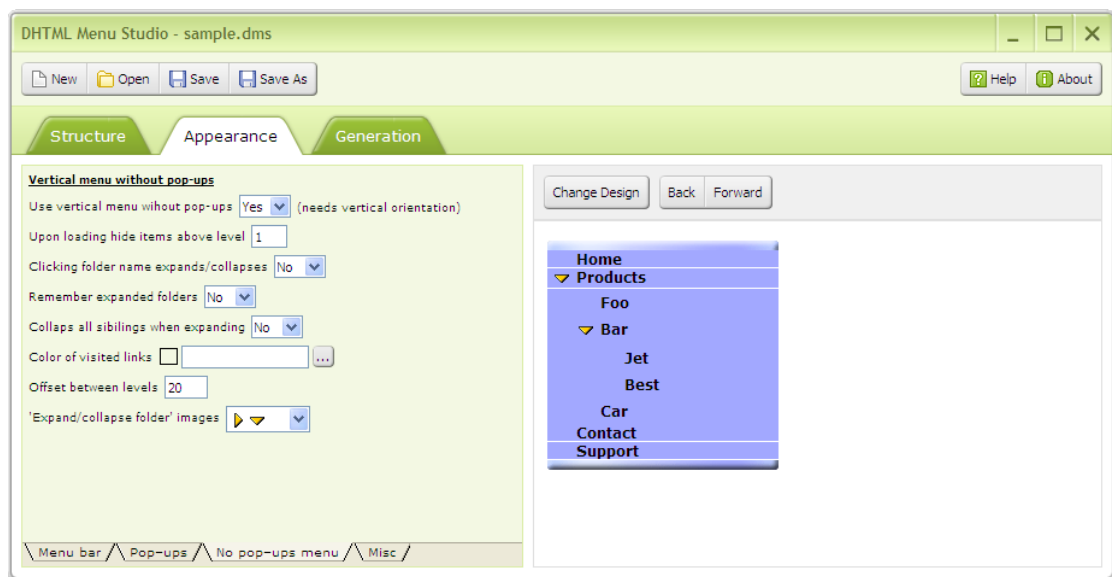 DHTML Menu Studio - sample.dms
New Open Save Save As Help About
Structure Appearance Generation
Vertical menu without pop-ups
Use vertical menu wihout pop-ups Yes (needs vertical orientation)
Upon loading hide items above level 1
Clicking folder name expands/collapses No
Remember expanded folders No
Collaps all sibilings when expanding No
Color of visited links ...
Offset between levels 20
'Expand/collapse folder' images
Menu bar Pop-ups No pop-ups menu Misc
Change Design Back Forward
Home
Products
Foo
Bar
Jet
Best
Car
Contact
Support